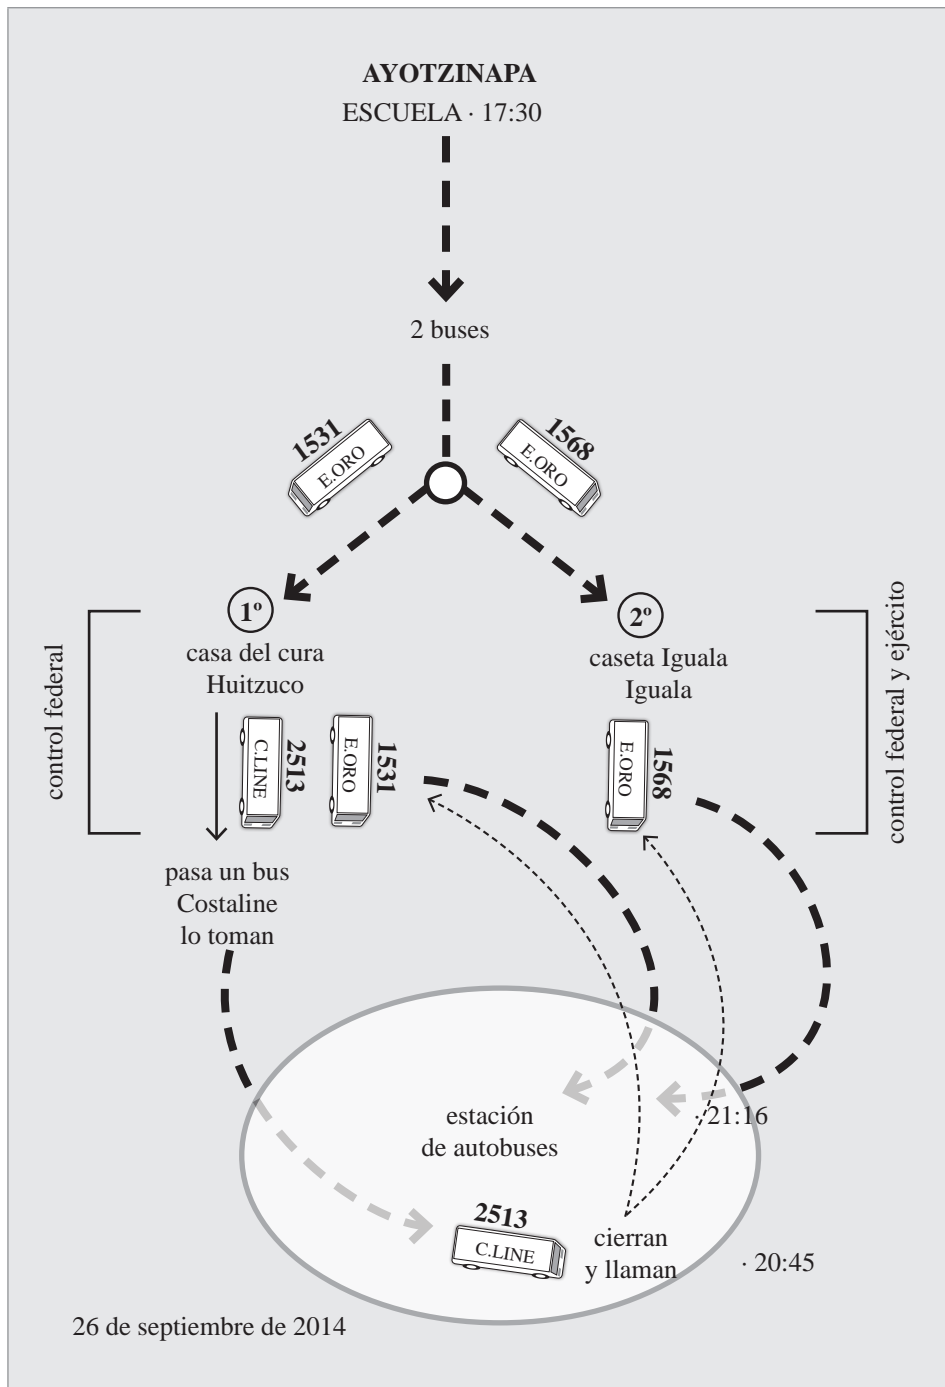 AYOTZINAPA
ESCUELA · 17:30
2 buses
1531
E.ORO
1568
E.ORO
1º
casa del cura
Huitzuco
2º
caseta Iguala
Iguala
control federal
control federal y ejército
C.LINE
2513
E.ORO
1531
E.ORO
1568
pasa un bus
Costaline
lo toman
estación
de autobuses
· 21:16
2513
C.LINE
cierran
y llaman
· 20:45
26 de septiembre de 2014